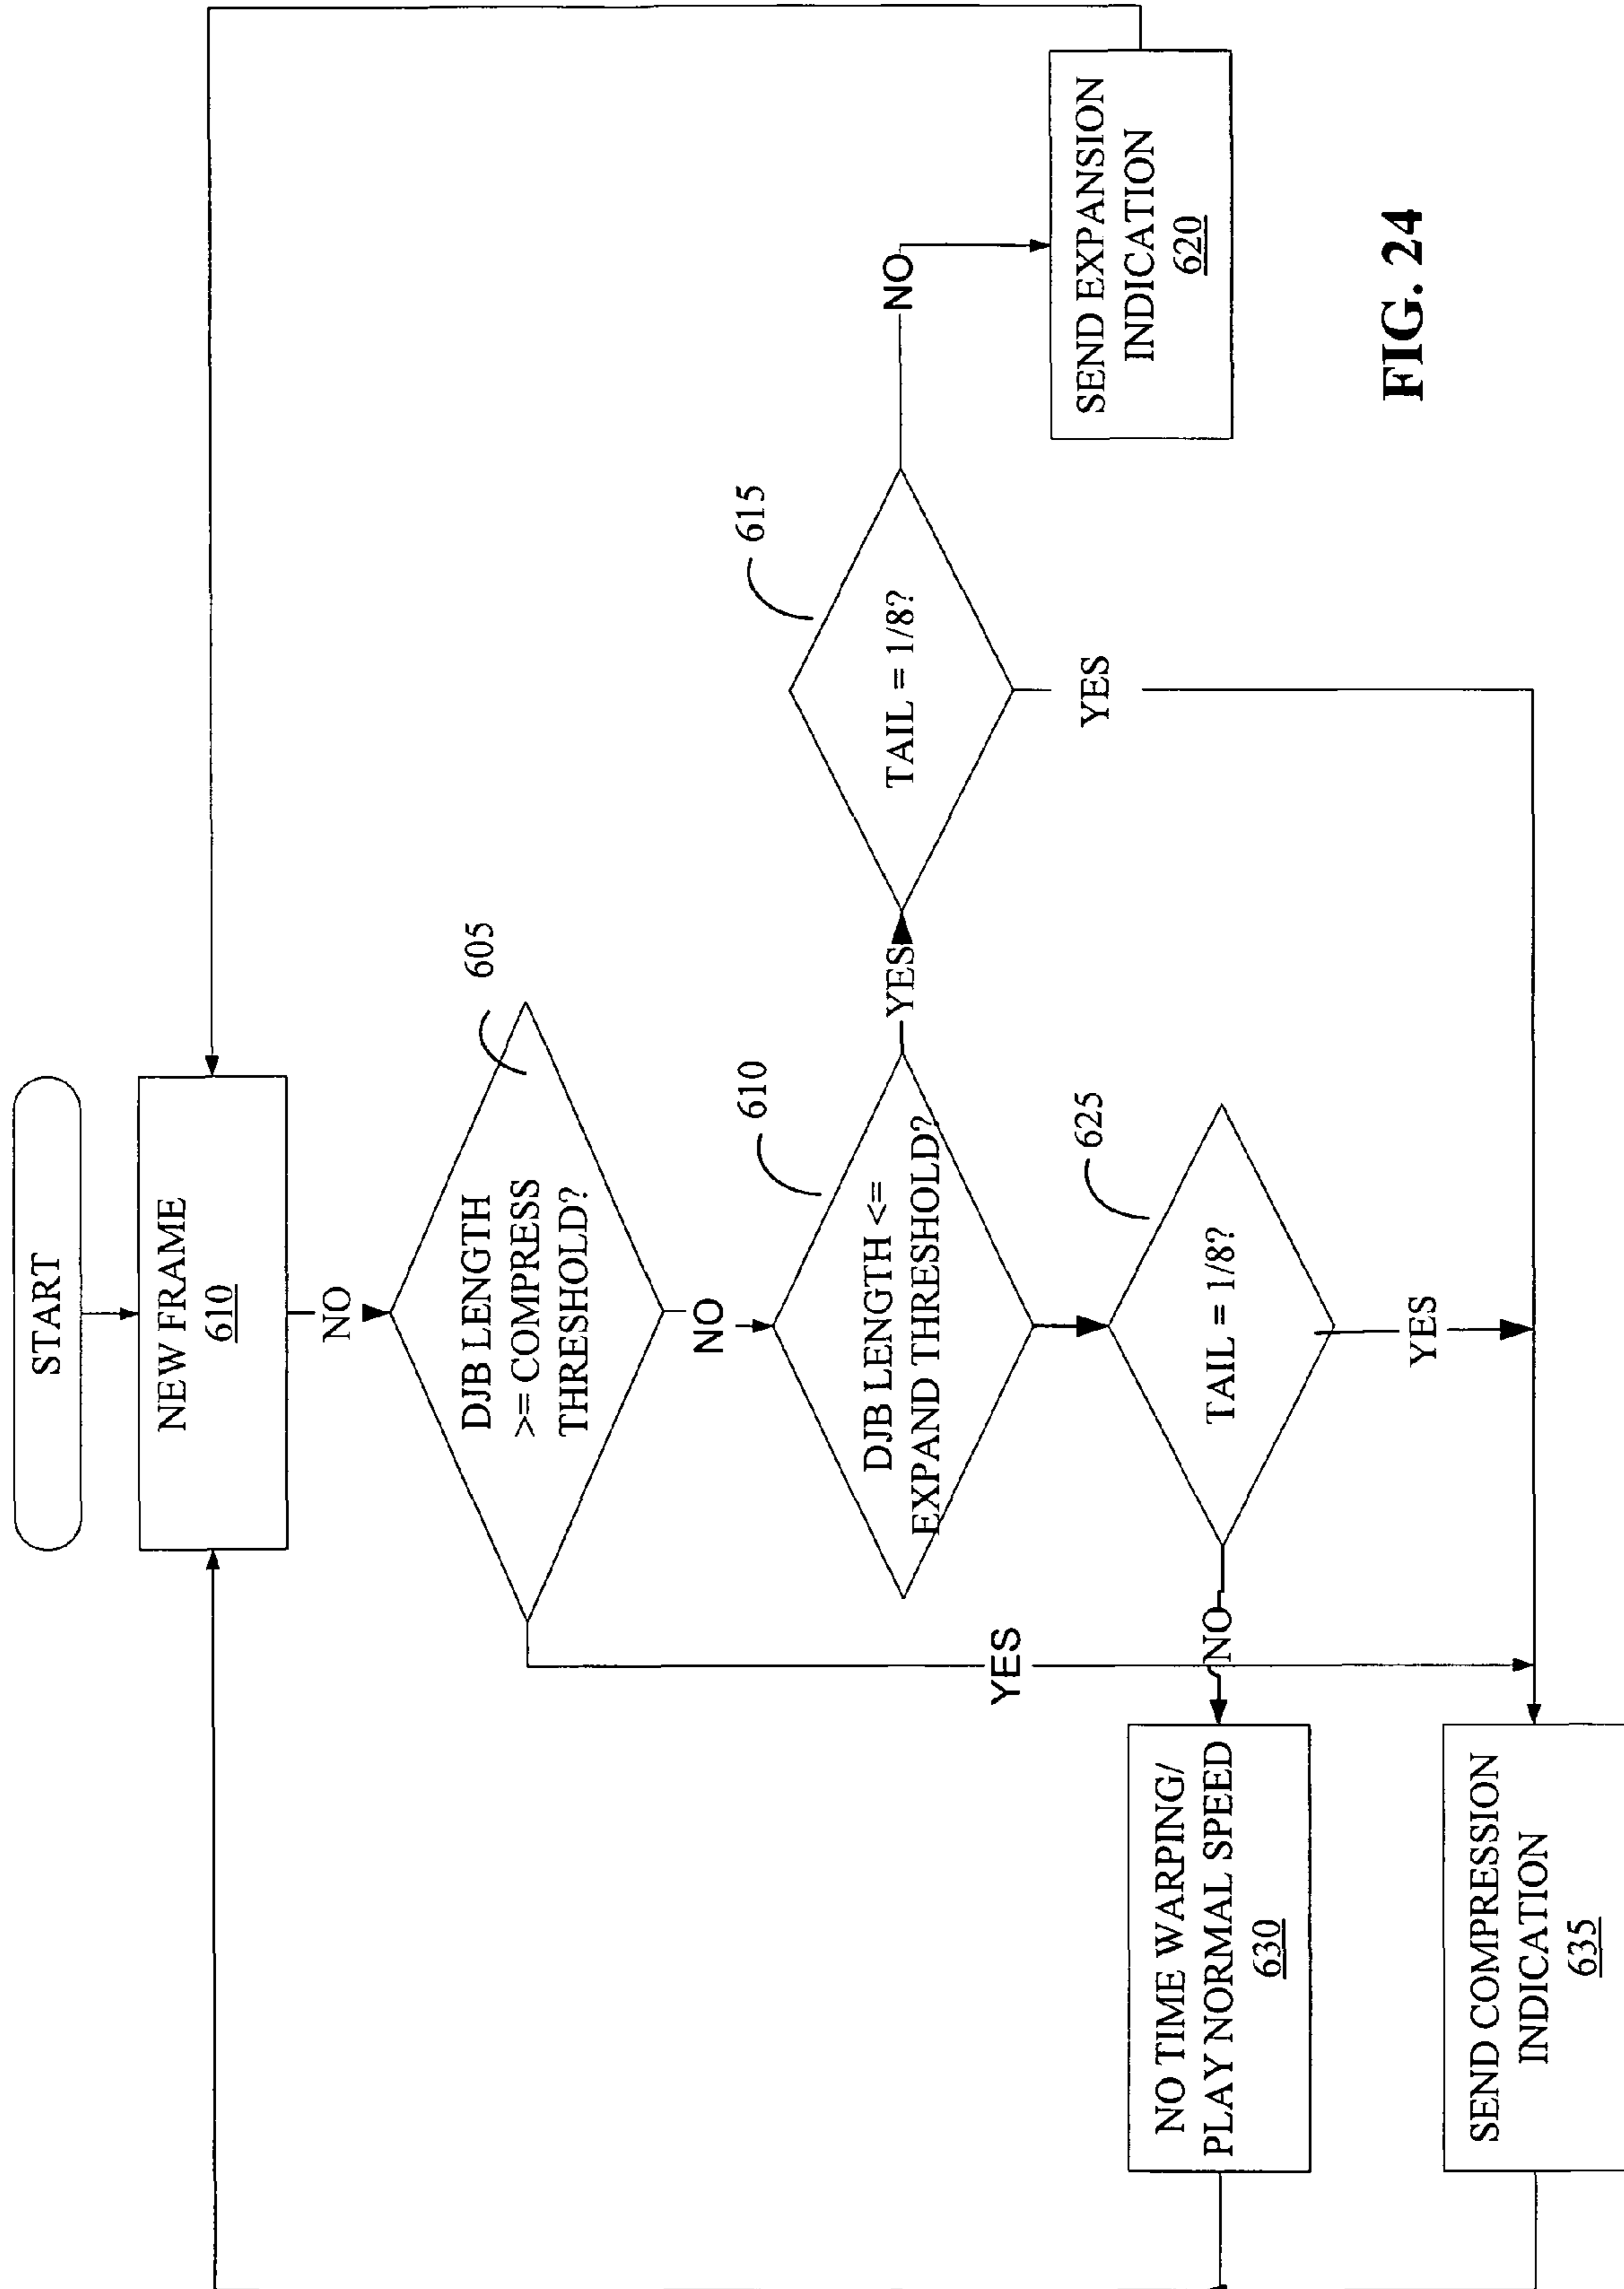 START
NEW FRAME
610
NO
605
DJB LENGTH
>= COMPRESS
THRESHOLD?
NO
610
DJB LENGTH <=
EXPAND THRESHOLD?
YES
615
TAIL = 1/8?
NO
SEND EXPANSION
INDICATION
620
YES
625
TAIL = 1/8?
YES
NO
YES
NO TIME WARPING/
PLAY NORMAL SPEED
630
SEND COMPRESSION
INDICATION
635
FIG. 24